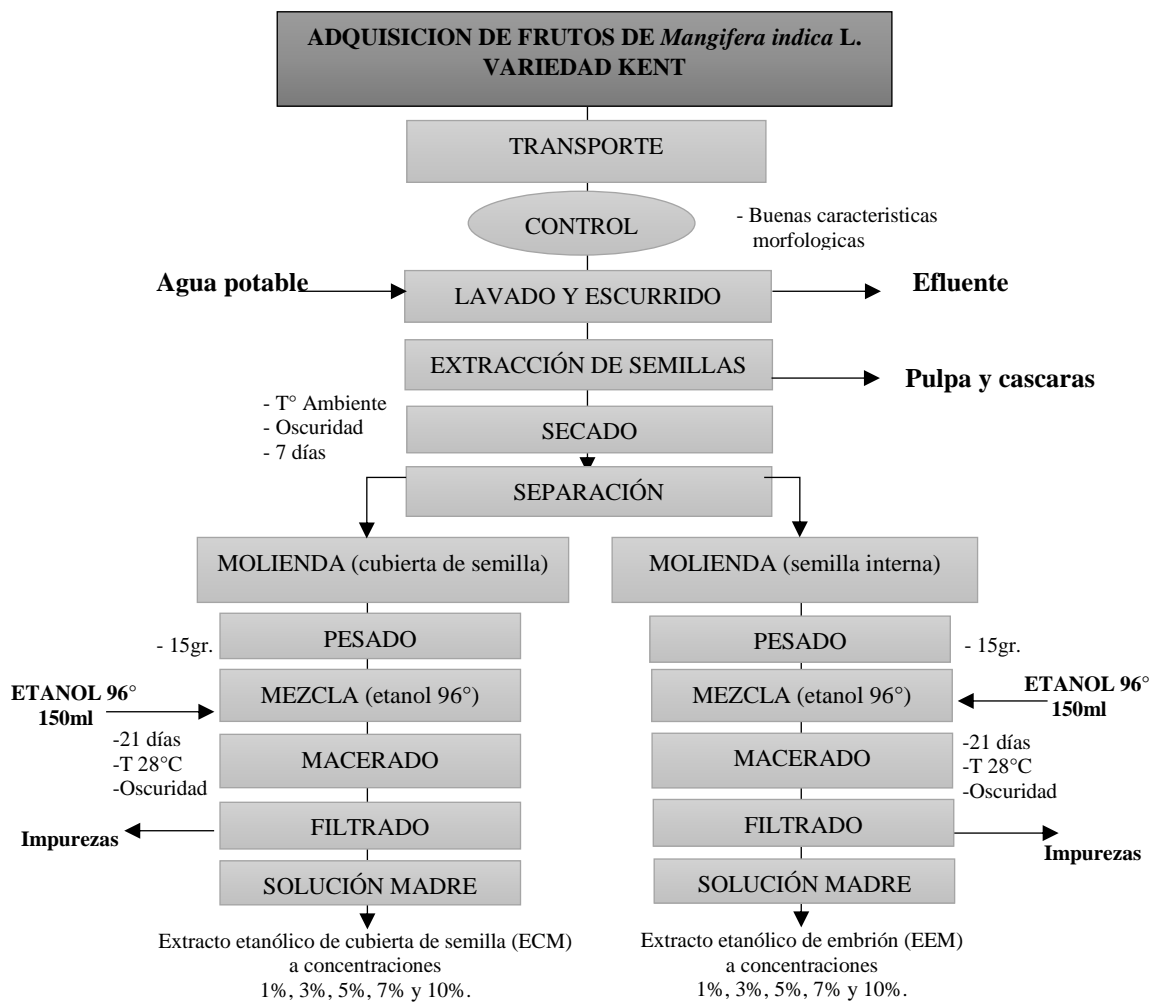 ADQUISICION DE FRUTOS DE Mangifera indica L.
VARIEDAD KENT
TRANSPORTE
CONTROL
- Buenas caracteristicas
morfologicas
Agua potable
LAVADO Y ESCURRIDO
Efluente
EXTRACCIÓN DE SEMILLAS
Pulpa y cascaras
- T° Ambiente
- Oscuridad
- 7 días
SECADO
SEPARACIÓN
MOLIENDA (cubierta de semilla)
PESADO
- 15gr.
ETANOL 96°
150ml
MEZCLA (etanol 96°)
-21 días
-T 28°C
-Oscuridad
MACERADO
Impurezas
FILTRADO
SOLUCIÓN MADRE
Extracto etanólico de cubierta de semilla (ECM)
a concentraciones
1%, 3%, 5%, 7% y 10%.
MOLIENDA (semilla interna)
PESADO
- 15gr.
MEZCLA (etanol 96°)
ETANOL 96°
150ml
MACERADO
-21 días
-T 28°C
-Oscuridad
FILTRADO
Impurezas
SOLUCIÓN MADRE
Extracto etanólico de embrión (EEM)
a concentraciones
1%, 3%, 5%, 7% y 10%.